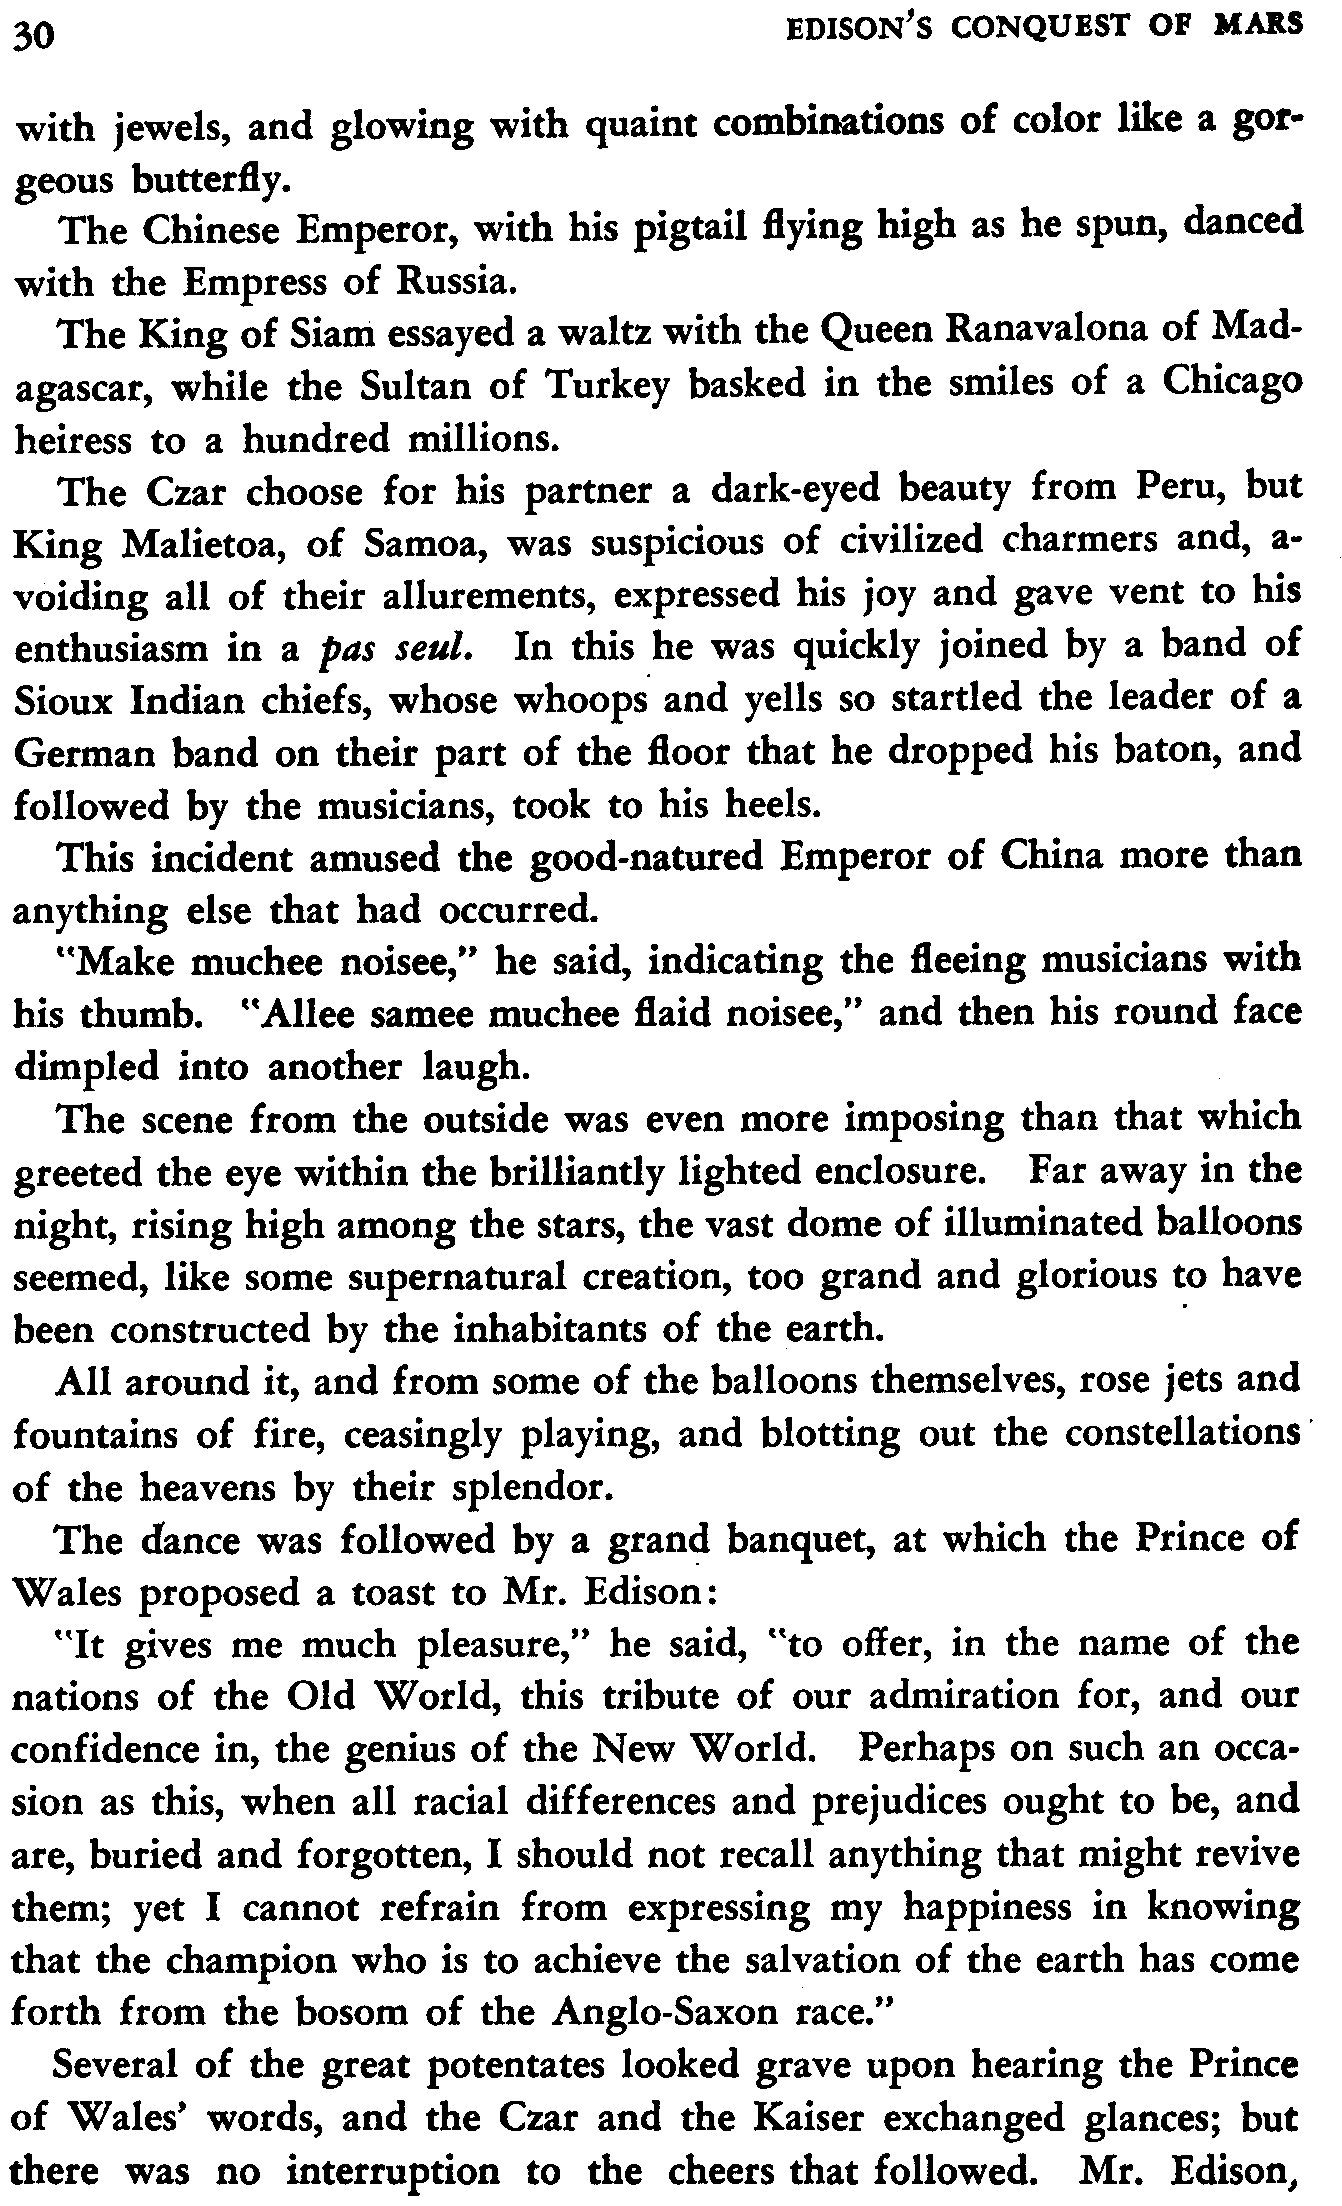 30 EDISON'S CONQUEST OF MARS
with jewels, and glowing with quaint combinations of color like a gor-
geous butterfly.
The Chinese Emperor, with his pigtail flying high as he spun, danced
with the Empress of Russia.
The King of Siam essayed a waltz with the Queen Ranavalona of Mad-
agascar, while the Sultan of Turkey basked in the smiles of a Chicago
heiress to a hundred millions.
The Czar choose for his partner a dark-eyed beauty from Peru, but
King Malietoa, of Samoa, was suspicious of civilized charmers and, a-
voiding all of their allurements, expressed his joy and gave vent to his
enthusiasm in a pas seul. In this he was quickly joined by a band of
Sioux Indian chiefs, whose whoops and yells so startled the leader of a
German band on their part of the floor that he dropped his baton, and
followed by the musicians, took to his heels.
This incident amused the good-natured Emperor of China more than
anything else that had occurred.
"Make muchee noisee," he said, indicating the fleeing musicians with
his thumb. "Allee samee muchee flaid noisee," and then his round face
dimpled into another laugh.
The scene from the outside was even more imposing than that which
greeted the eye within the brilliantly lighted enclosure. Far away in the
night, rising high among the stars, the vast dome of illuminated balloons
seemed, like some supernatural creation, too grand and glorious to have
been constructed by the inhabitants of the earth.
All around it, and from some of the balloons themselves, rose jets and
fountains of fire, ceasingly playing, and blotting out the constellations
of the heavens by their splendor.
The dance was followed by a grand banquet, at which the Prince of
Wales proposed a toast to Mr. Edison:
"It gives me much pleasure," he said, "to offer, in the name of the
nations of the Old World, this tribute of our admiration for, and our
confidence in, the genius of the New World. Perhaps on such an occa-
sion as this, when all racial differences and prejudices ought to be, and
are, buried and forgotten, I should not recall anything that might revive
them; yet I cannot refrain from expressing my happiness in knowing
that the champion who is to achieve the salvation of the earth has come
forth from the bosom of the Anglo-Saxon race."
Several of the great potentates looked grave upon hearing the Prince
of Wales' words, and the Czar and the Kaiser exchanged glances; but
there was no interruption to the cheers that followed. Mr. Edison,